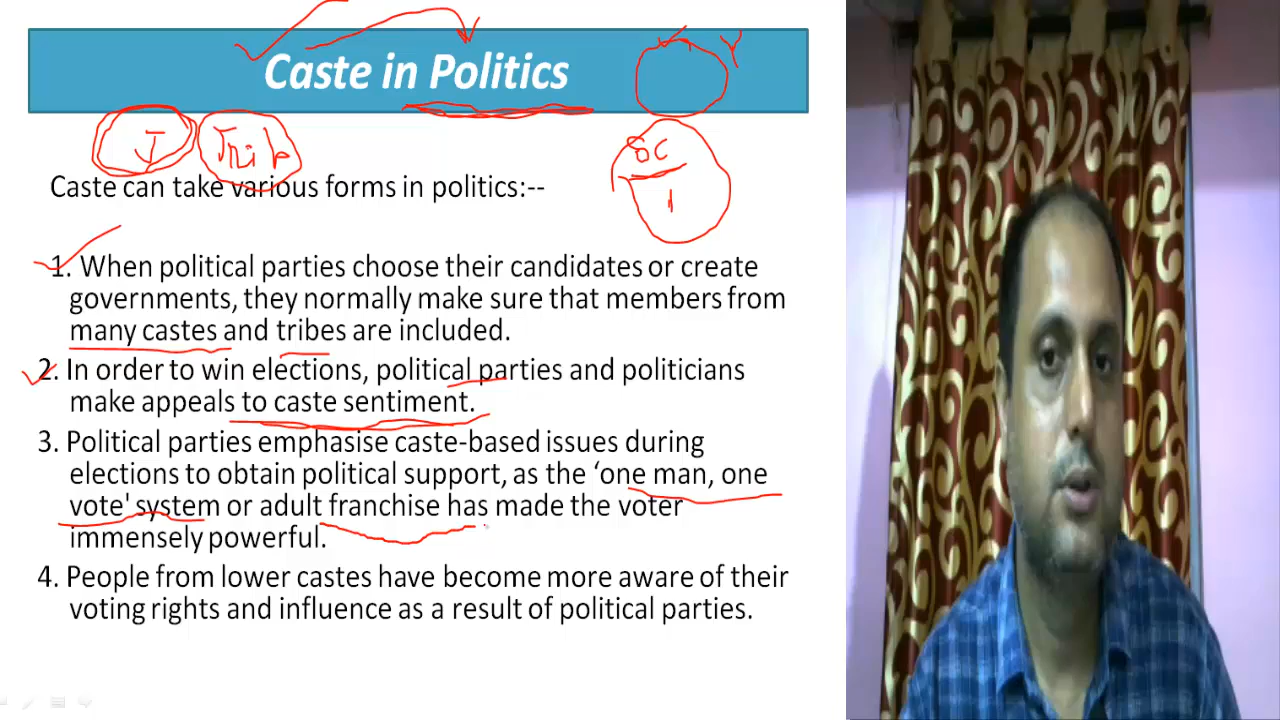 Caste in Politics
J Trib
SC
1
Caste can take various forms in politics:--
1. When political parties choose their candidates or create
governments, they normally make sure that members from
many castes and tribes are included.
2. In order to win elections, political parties and politicians
make appeals to caste sentiment.
3. Political parties emphasise caste-based issues during
elections to obtain political support, as the ‘one man, one
vote' system or adult franchise has made the voter
immensely powerful.
4. People from lower castes have become more aware of their
voting rights and influence as a result of political parties.